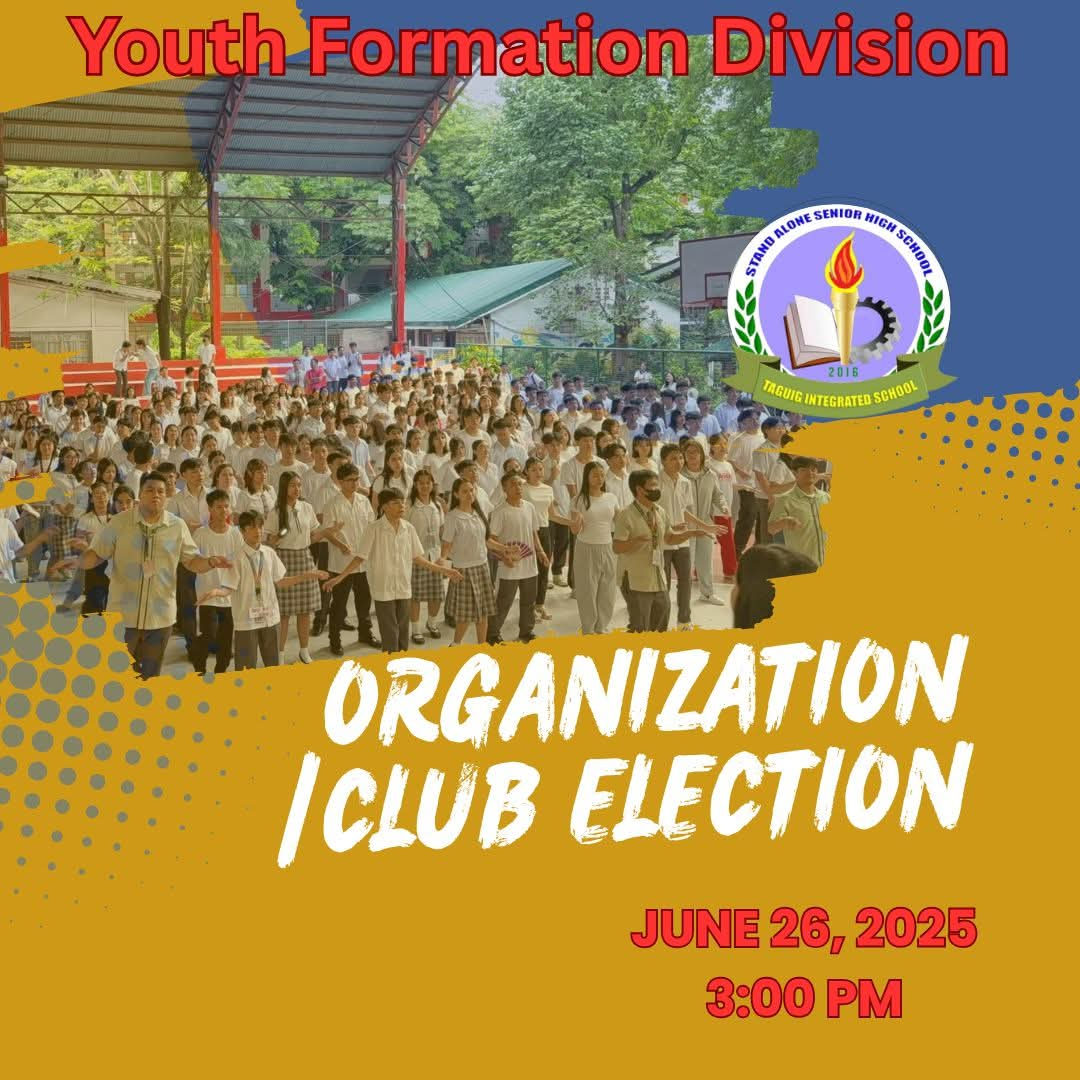 Youth Formation Division
STAND ALONE SENIOR HIGH SCHOOL
2016
TAGUIG INTEGRATED SCHOOL
ORGANIZATION
/CLUB ELECTION
JUNE 26, 2025
3:00 PM